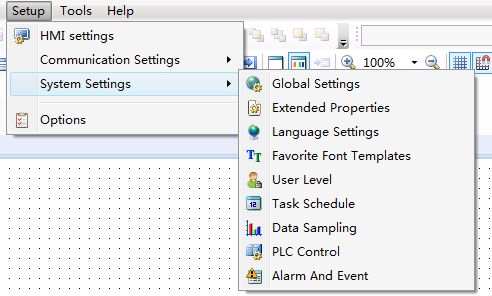 Setup Tools Help
HMI settings
Communication Settings
System Settings
Options
100%
Global Settings
Extended Properties
Language Settings
Favorite Font Templates
User Level
Task Schedule
12
Data Sampling
PLC Control
Alarm And Event